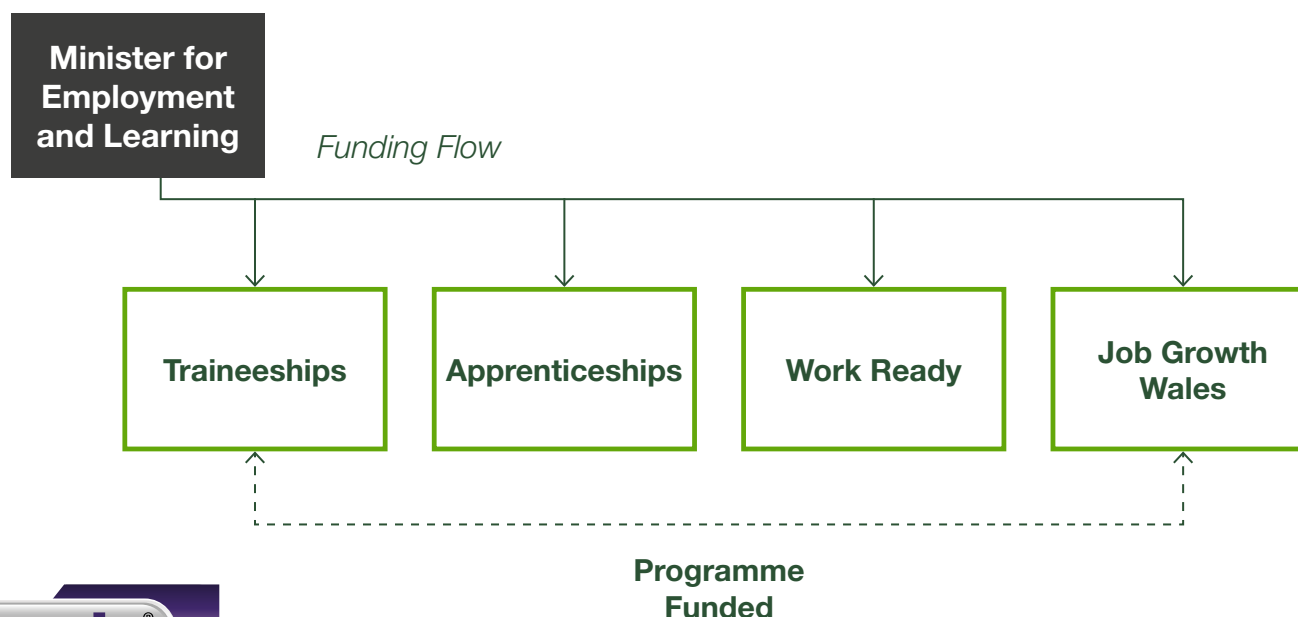 Minister for
Employment
and Learning
Funding Flow
Traineeships
Apprenticeships
Work Ready
Job Growth
Wales
Programme
Funded
®